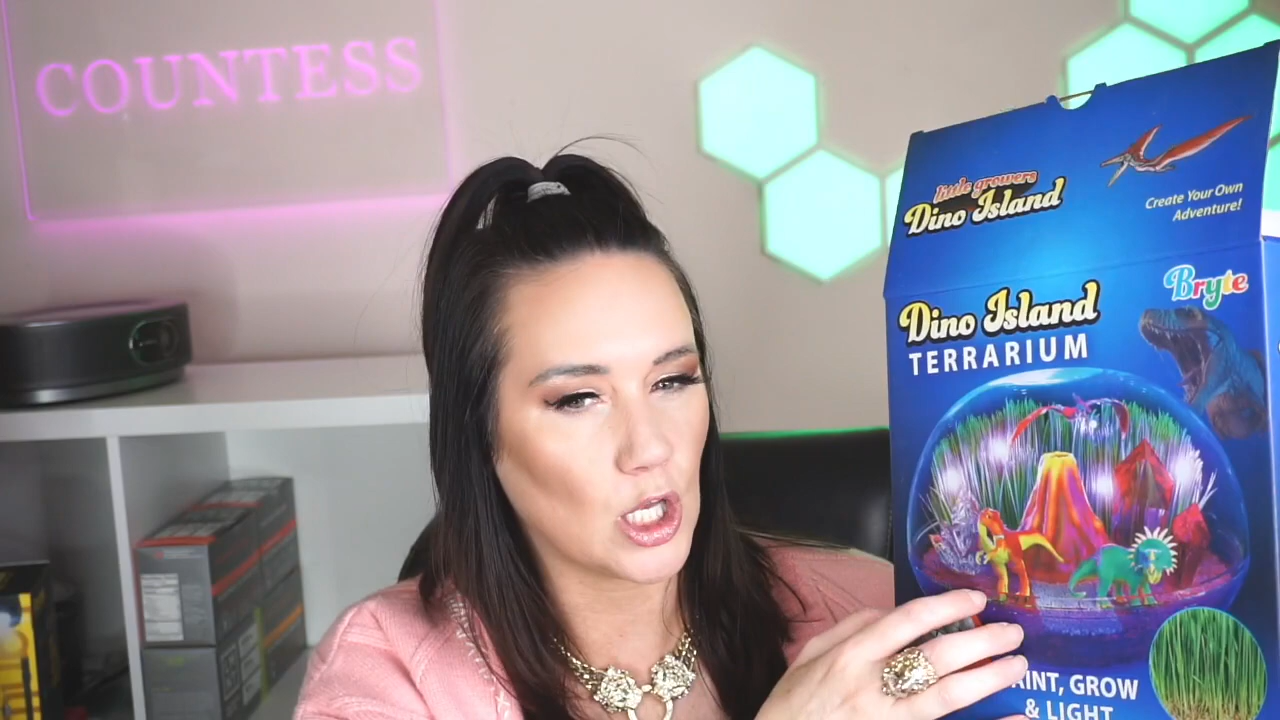 COUNTESS
little growers
Dino Island
Create Your Own
Adventure!
Bryte
Dino Island
TERRARIUM
AINT, GROW
& LIGHT